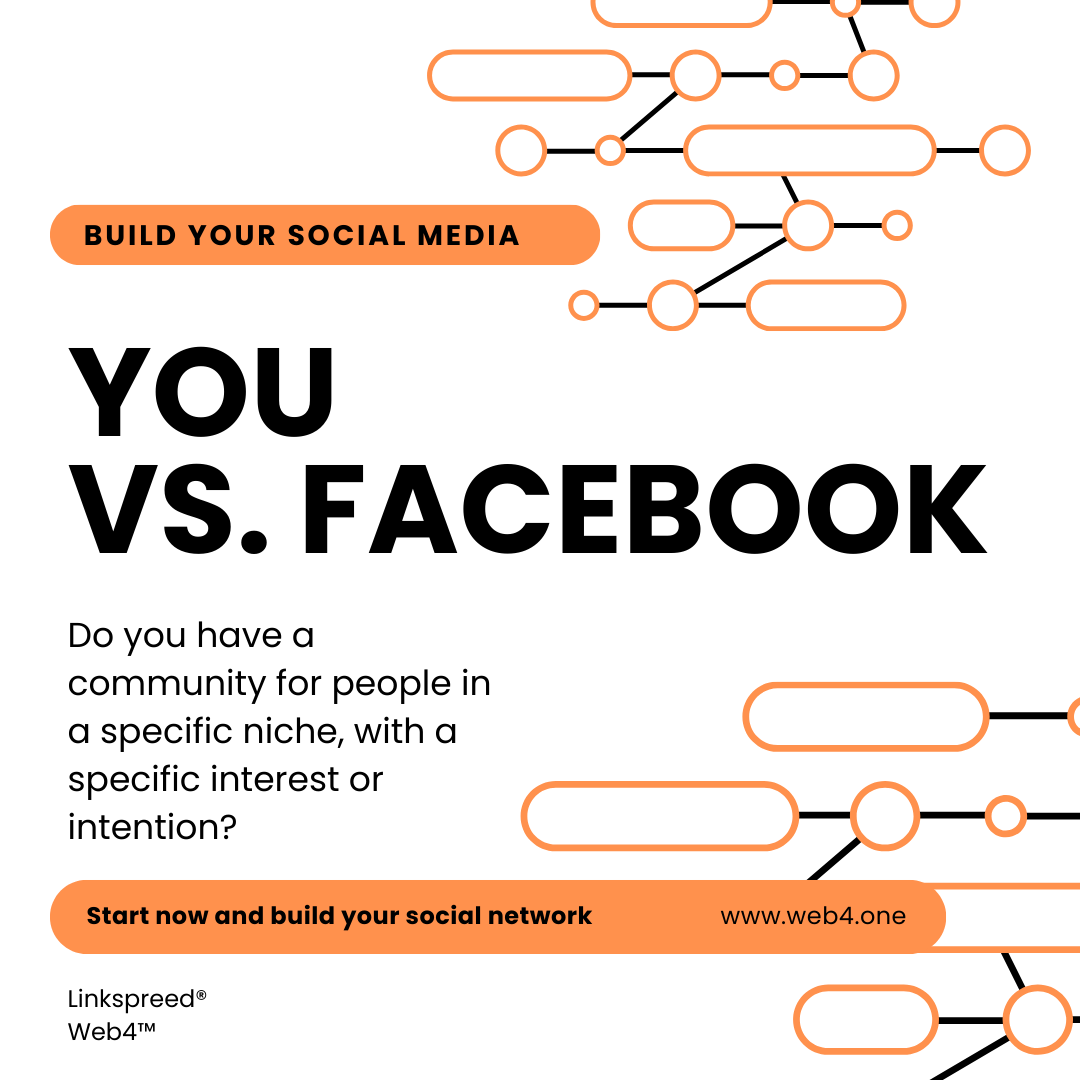 BUILD YOUR SOCIAL MEDIA
YOU
VS. FACEBOOK
Do you have a
community for people in
a specific niche, with a
specific interest or
intention?
Start now and build your social network www.web4.one
Linkspreed®
Web4™